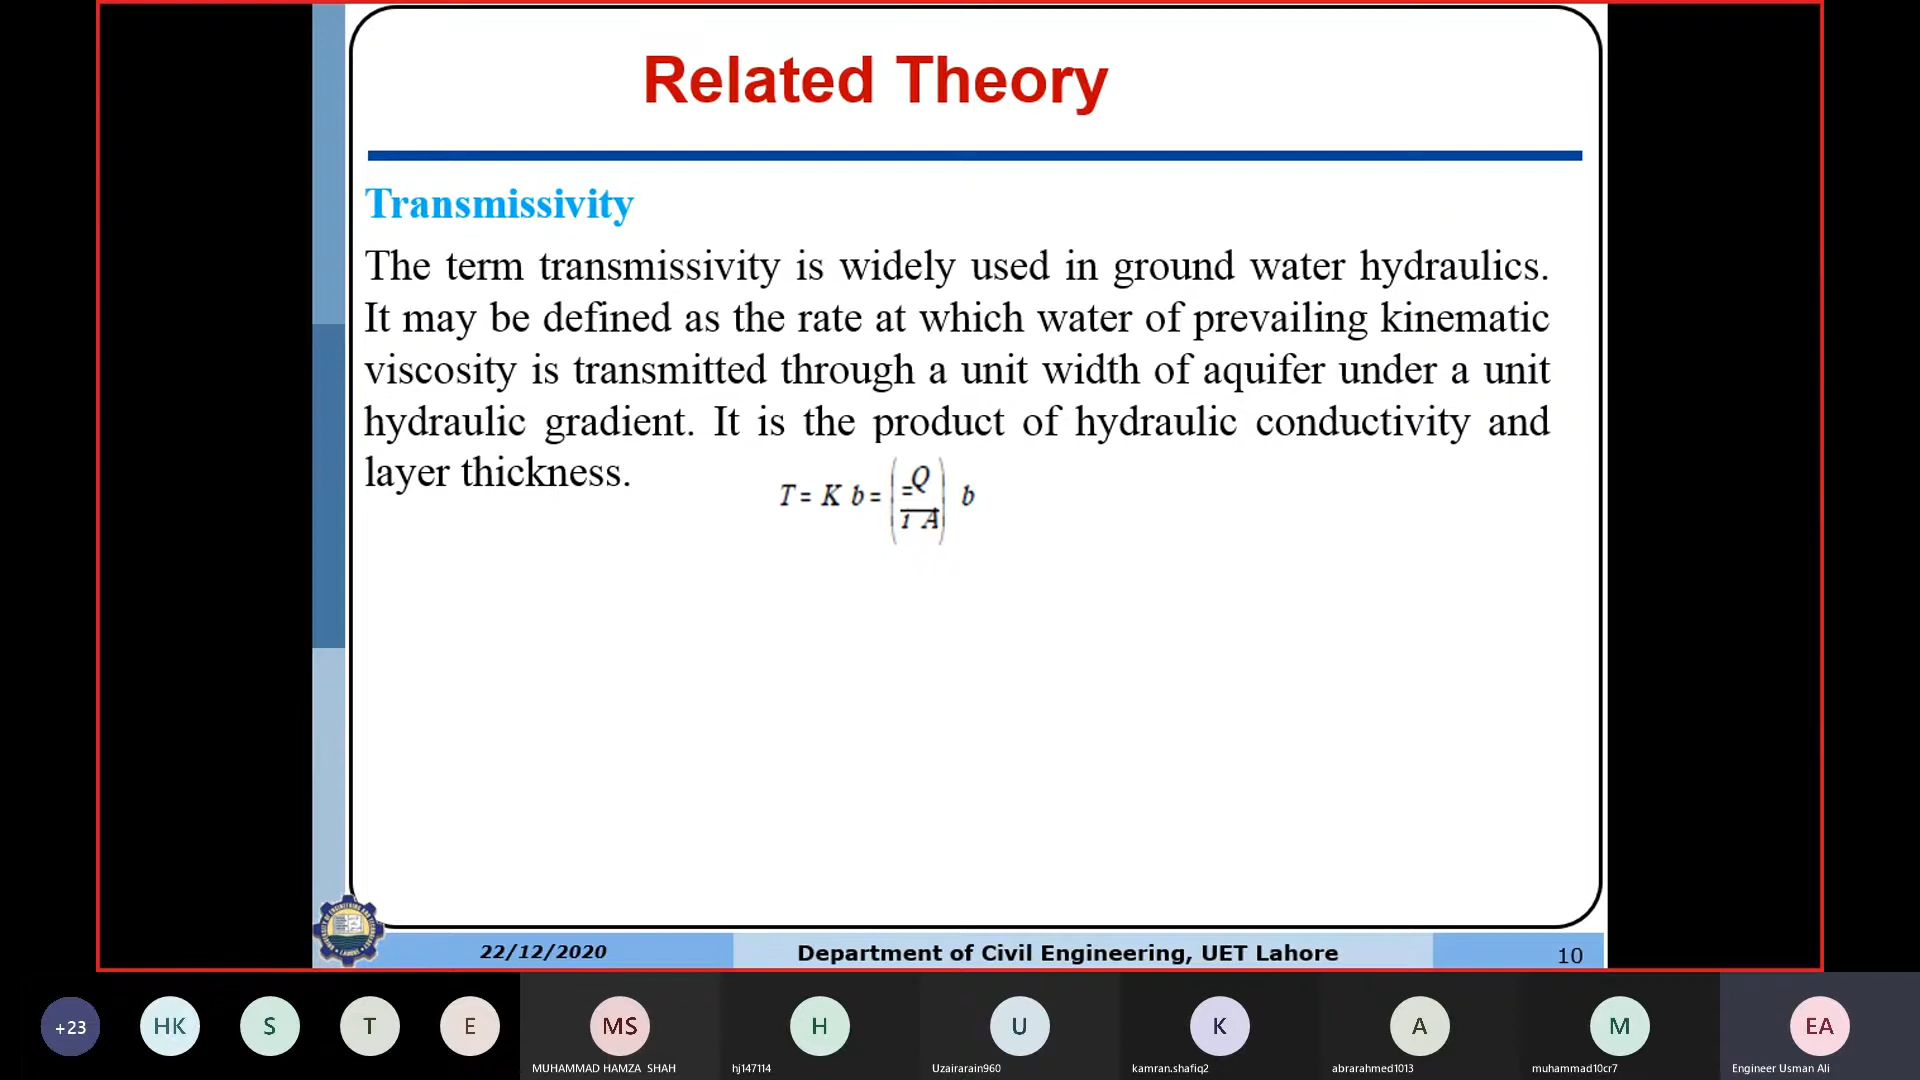 Related Theory
Transmissivity
The term transmissivity is widely used in ground water hydraulics.
It may be defined as the rate at which water of prevailing kinematic
viscosity is transmitted through a unit width of aquifer under a unit
hydraulic gradient. It is the product of hydraulic conductivity and
layer thickness.
T = K b = (=Q / 1 A) b
22/12/2020 Department of Civil Engineering, UET Lahore 10
+23 HK S T E MS H U K A M EA
MUHAMMAD HAMZA SHAH hj147114 Uzairarain960 kamran.shafiq2 abrarahmed1013 muhammad10cr7 Engineer Usman Ali